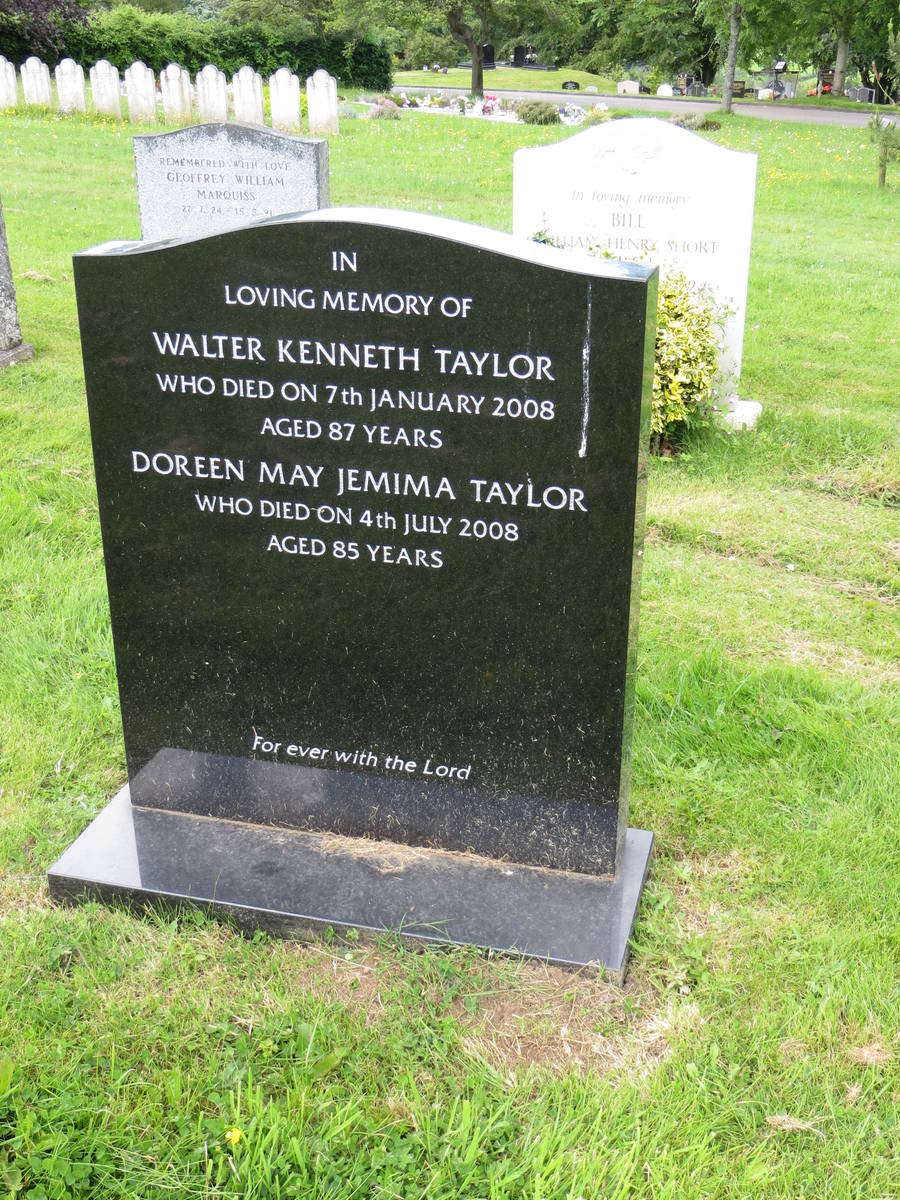 IN
LOVING MEMORY OF
WALTER KENNETH TAYLOR
WHO DIED ON 7th JANUARY 2008
AGED 87 YEARS
DOREEN MAY JEMIMA TAYLOR
WHO DIED ON 4th JULY 2008
AGED 85 YEARS
For ever with the Lord
REMEMBERED WITH LOVE
GEOFFREY WILLIAM
MARQUISS
In loving memory
BILL
HENRY SHORT